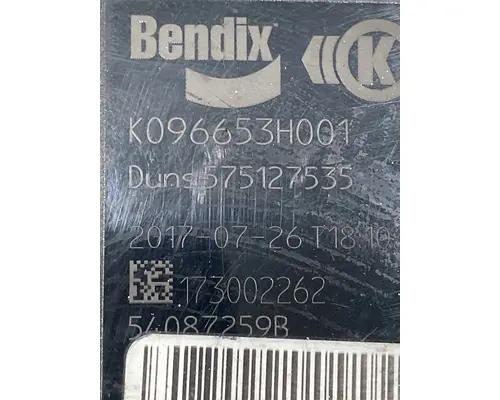 Bendix K
K096653H001
Duns:575127535
2017-07-26 T18:10
173002262
54087259B